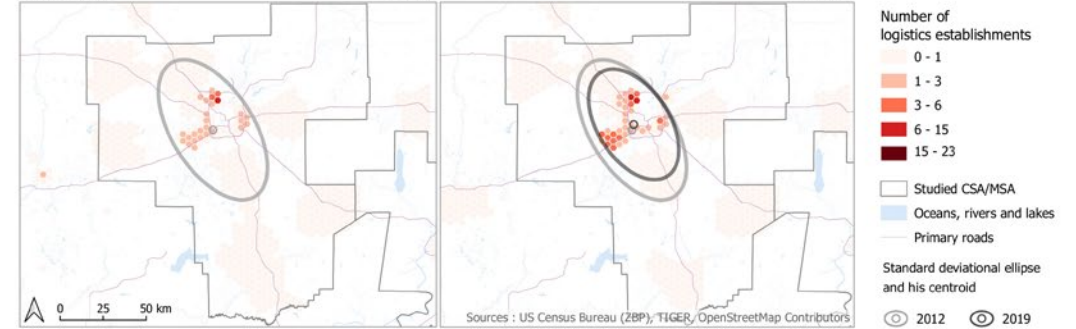 0 25 50 km
Sources : US Census Bureau (ZBP), TIGER, OpenStreetMap Contributors
Number of
logistics establishments
0 - 1
1 - 3
3 - 6
6 - 15
15 - 23
Studied CSA/MSA
Oceans, rivers and lakes
Primary roads
Standard deviational ellipse
and his centroid
2012 2019